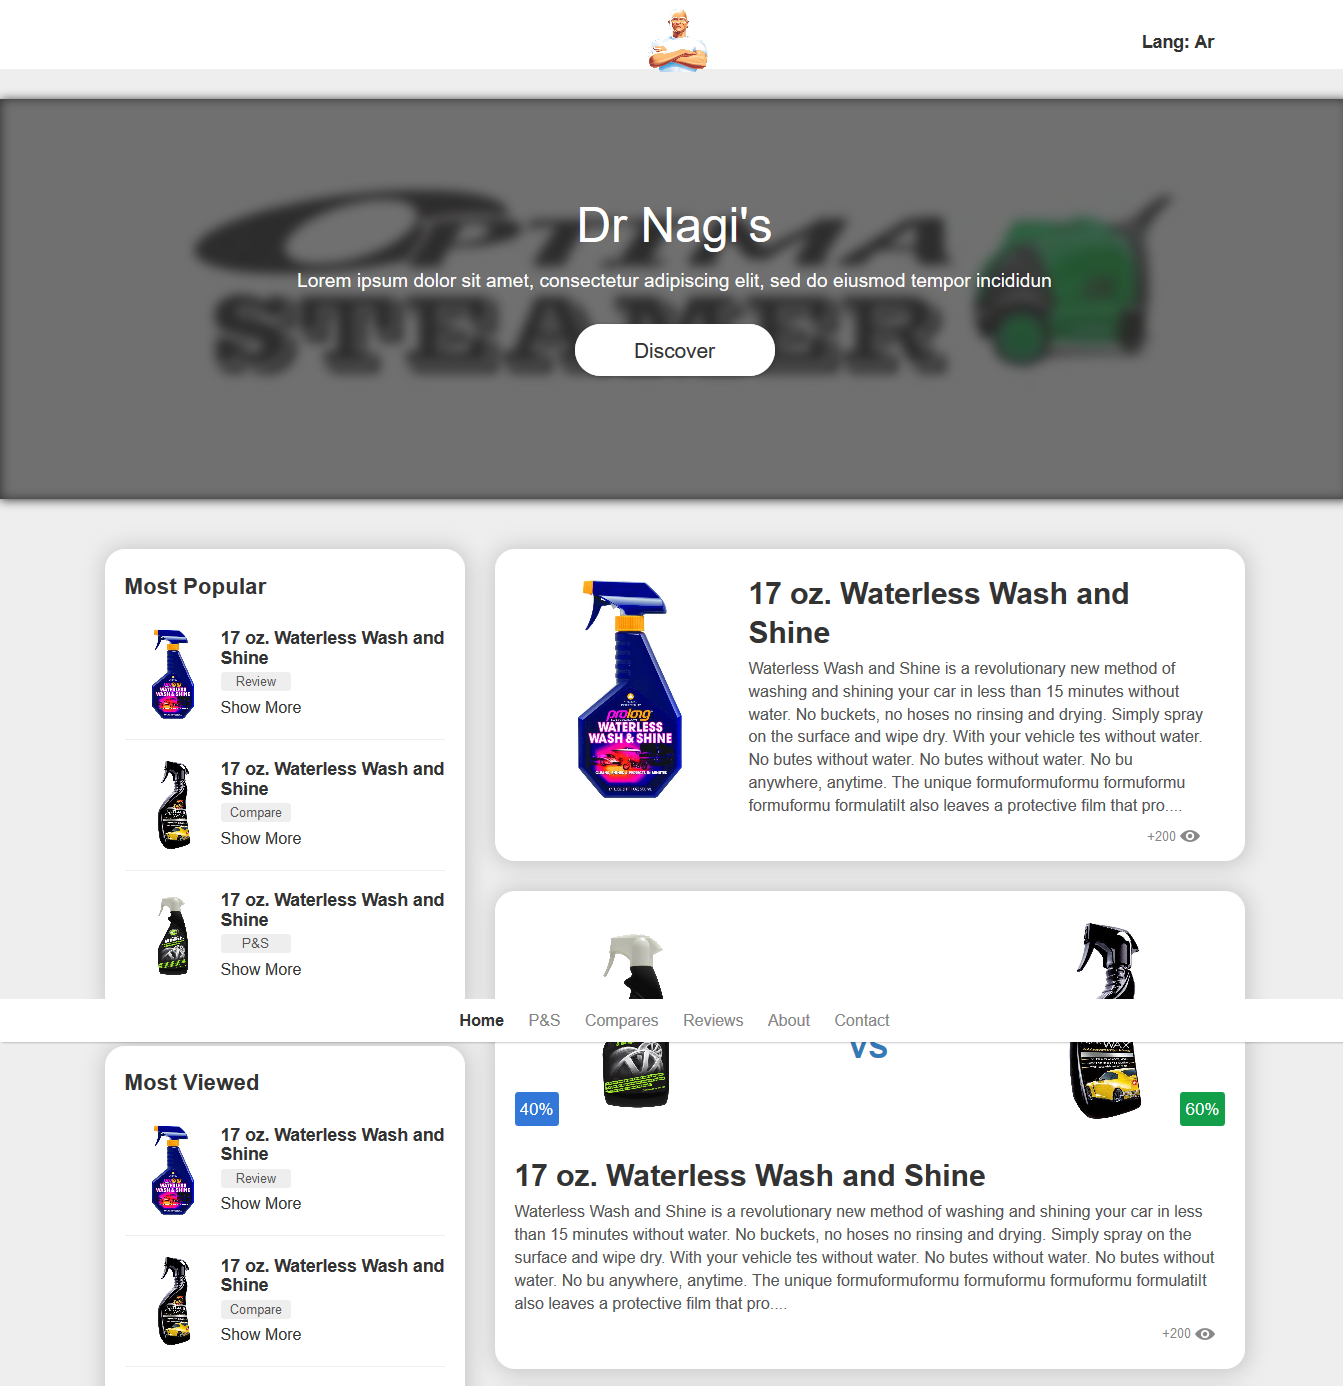 Lang: Ar
OPTIMA
STEAMER
Dr Nagi's
Lorem ipsum dolor sit amet, consectetur adipiscing elit, sed do eiusmod tempor incididun
Discover
Most Popular
17 oz. Waterless Wash and
Shine
Review
Show More
17 oz. Waterless Wash and
Shine
Compare
Show More
17 oz. Waterless Wash and
Shine
P&S
Show More
17 oz. Waterless Wash and
Shine
Waterless Wash and Shine is a revolutionary new method of
washing and shining your car in less than 15 minutes without
water. No buckets, no hoses no rinsing and drying. Simply spray
on the surface and wipe dry. With your vehicle tes without water.
No butes without water. No butes without water. No bu
anywhere, anytime. The unique formuformuformu formuformu
formuformu formulatiIt also leaves a protective film that pro....
+200
prolong
WATERLESS
WASH & SHINE
Home P&S Compares Reviews About Contact
VS
WAX
40%
60%
17 oz. Waterless Wash and Shine
Waterless Wash and Shine is a revolutionary new method of washing and shining your car in less
than 15 minutes without water. No buckets, no hoses no rinsing and drying. Simply spray on the
surface and wipe dry. With your vehicle tes without water. No butes without water. No butes without
water. No bu anywhere, anytime. The unique formuformuformu formuformu formuformu formulatiIt
also leaves a protective film that pro....
+200
Most Viewed
17 oz. Waterless Wash and
Shine
Review
Show More
17 oz. Waterless Wash and
Shine
Compare
Show More